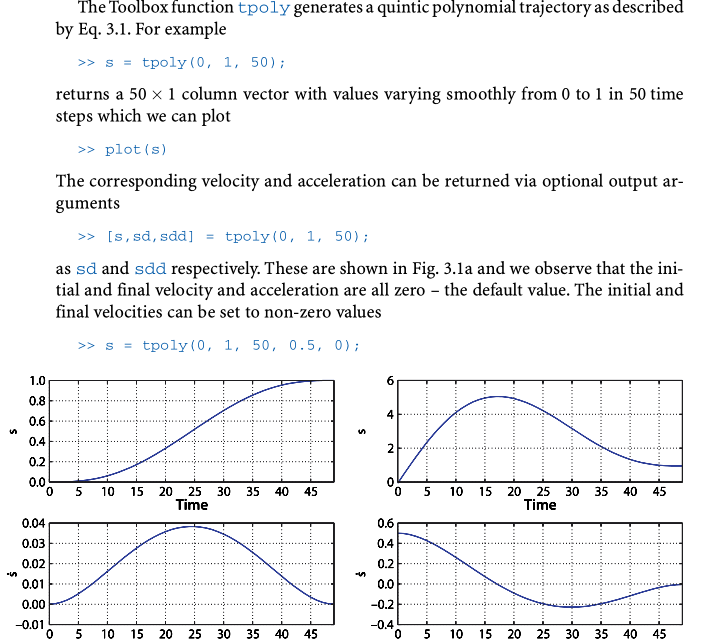 The Toolbox function tpoly generates a quintic polynomial trajectory as described
by Eq. 3.1. For example
>> s = tpoly(0, 1, 50);
returns a 50 × 1 column vector with values varying smoothly from 0 to 1 in 50 time
steps which we can plot
>> plot(s)
The corresponding velocity and acceleration can be returned via optional output ar-
guments
>> [s,sd,sdd] = tpoly(0, 1, 50);
as sd and sdd respectively. These are shown in Fig. 3.1a and we observe that the ini-
tial and final velocity and acceleration are all zero – the default value. The initial and
final velocities can be set to non-zero values
>> s = tpoly(0, 1, 50, 0.5, 0);
1.0
0.8
0.6
0.4
0.2
0.0
s
0 5 10 15 20 25 30 35 40 45
Time
6
4
2
0
s
0 5 10 15 20 25 30 35 40 45
Time
0.04
0.03
0.02
0.01
0.00
−0.01
ṡ
0 5 10 15 20 25 30 35 40 45
0.6
0.4
0.2
0.0
−0.2
−0.4
ṡ
0 5 10 15 20 25 30 35 40 45